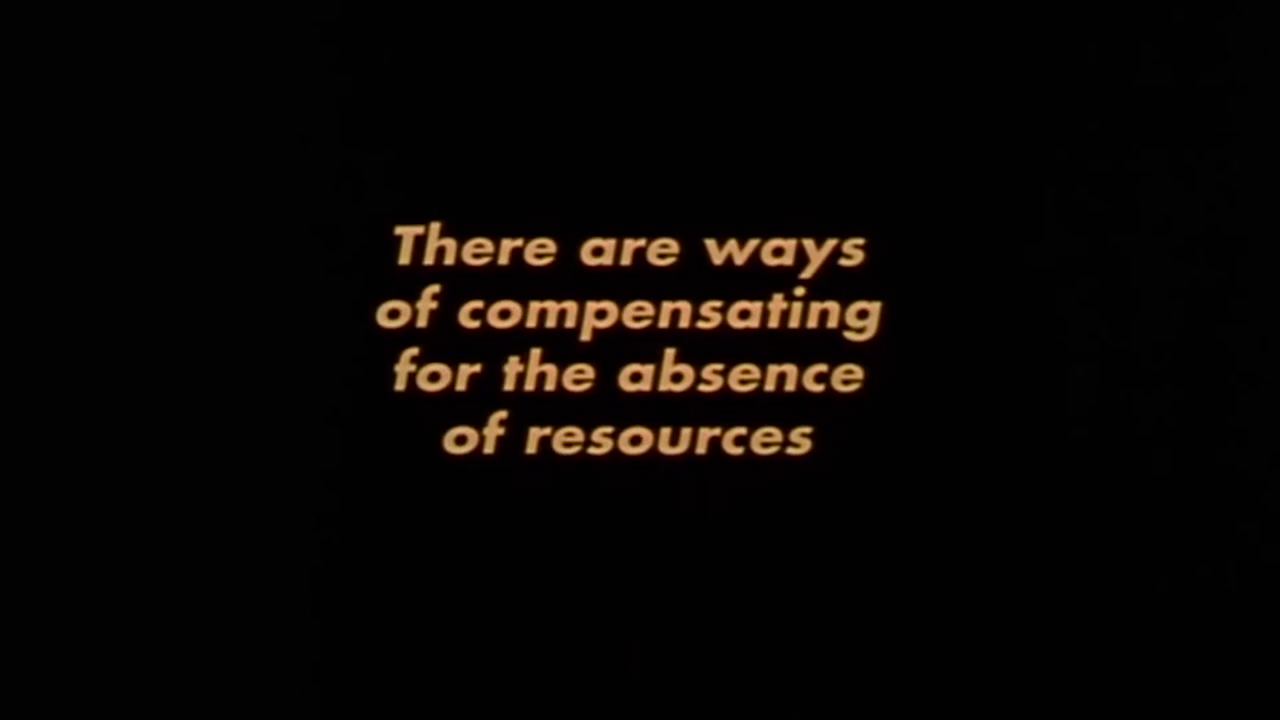 There are ways
of compensating
for the absence
of resources